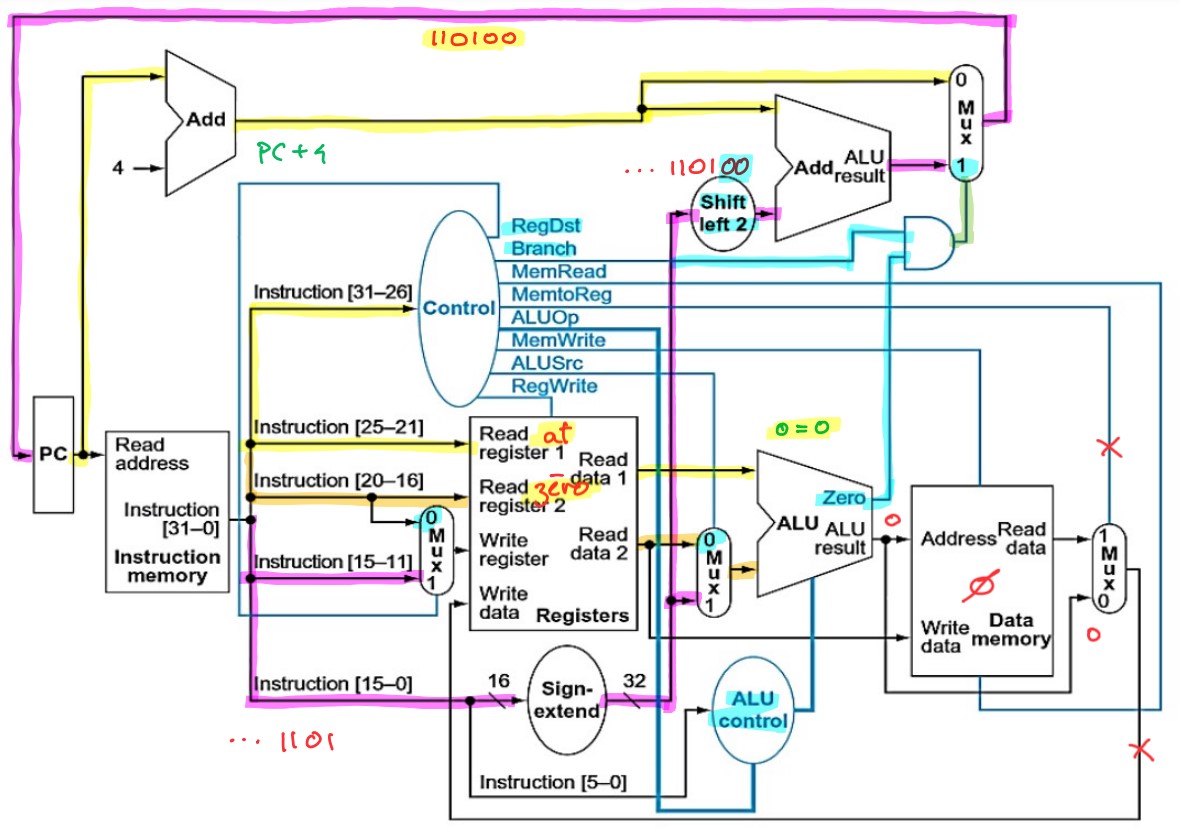 110100
0
M
u
x
1
Add
ALU
Add result
4
PC+4
... 110100
Shift
left 2
RegDst
Branch
MemRead
MemtoReg
ALUOp
MemWrite
ALUSrc
RegWrite
Control
Instruction [31–26]
Instruction [25–21]
Instruction [20–16]
Instruction [15–11]
Instruction [15–0]
Instruction [5–0]
PC
Read
address
Instruction
[31–0]
Instruction
memory
0
M
u
x
1
Read at
register 1
Read zero
register 2
Write
register
Write
data
Registers
Read
data 1
Read
data 2
0
M
u
x
1
0=0
Zero
ALU
ALU
result
0
Address
Read
data
Ø
Write
data
Data
memory
X
1
M
u
x
0
0
X
16
Sign-
extend
32
ALU
control
... 1101